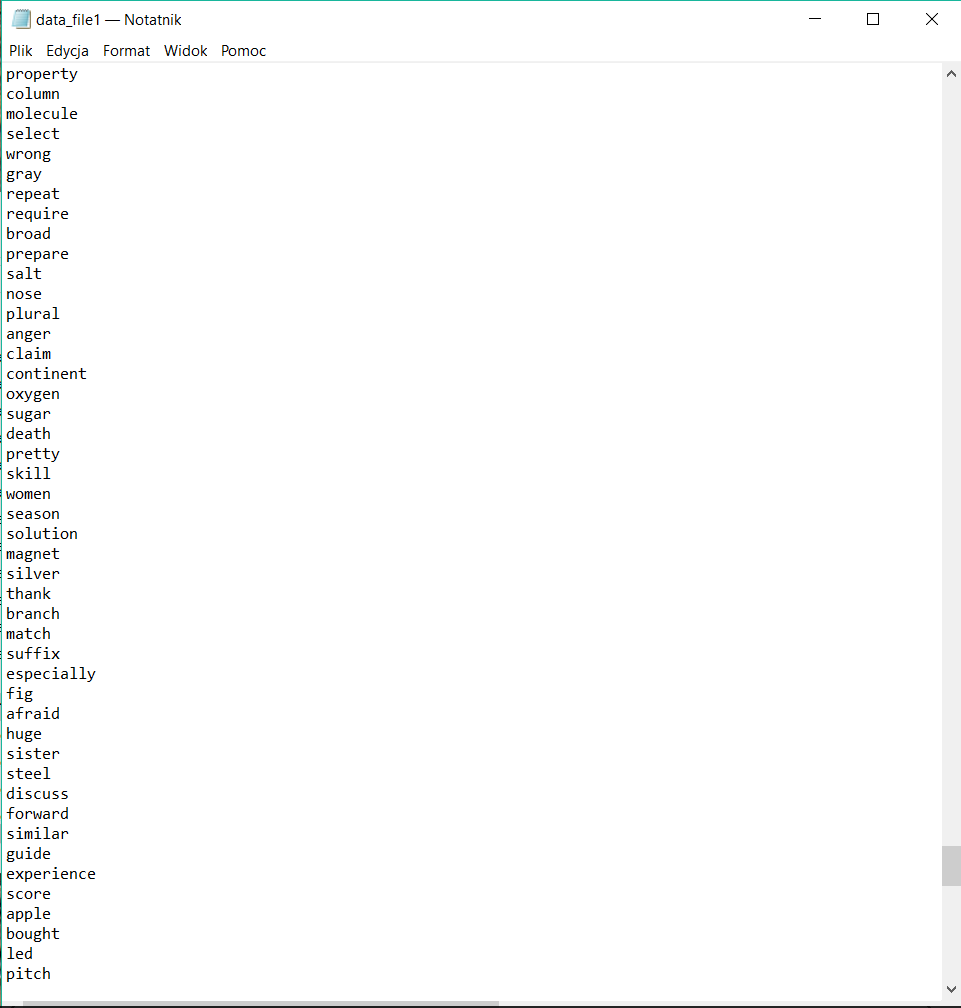 data_file1 — Notatnik
Plik Edycja Format Widok Pomoc
property
column
molecule
select
wrong
gray
repeat
require
broad
prepare
salt
nose
plural
anger
claim
continent
oxygen
sugar
death
pretty
skill
women
season
solution
magnet
silver
thank
branch
match
suffix
especially
fig
afraid
huge
sister
steel
discuss
forward
similar
guide
experience
score
apple
bought
led
pitch